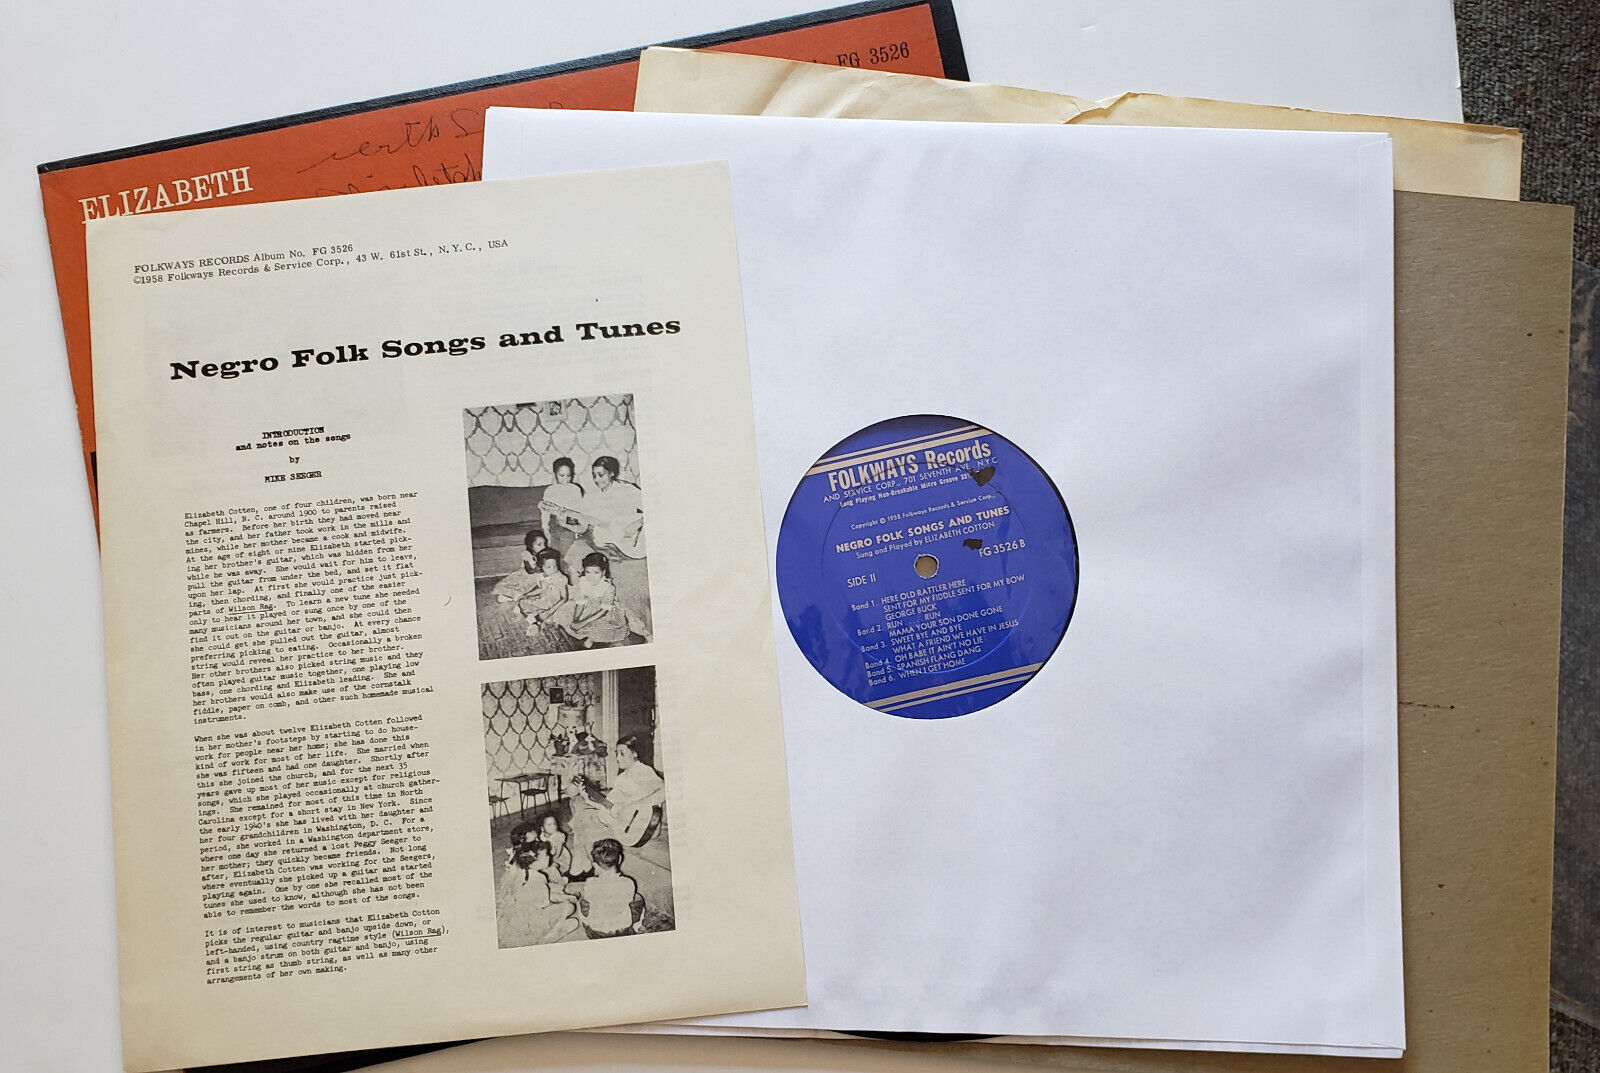 FG 3526
ELIZABETH
FOLKWAYS RECORDS Album No. FG 3526
©1958 Folkways Records & Service Corp., 43 W. 61st St., N.Y.C., USA
Negro Folk Songs and Tunes
INTRODUCTION
and notes on the songs
by
MIKE SEEGER
Elizabeth Cotten, one of four children, was born near
Chapel Hill, N. C. around 1900 to parents raised
as farmers. Before her birth they had moved near
the city, and her father took work in the mills and
mines, while her mother became a cook and midwife.
At the age of eight or nine Elizabeth started pick-
ing her brother's guitar, which was hidden from her
while he was away. She would wait for him to leave,
pull the guitar from under the bed, and set it flat
upon her lap. At first she would practice just pick-
ing, then chording, and finally one of the easier
parts of Wilson Rag. To learn a new tune she needed
only to hear it played or sung once by one of the
many musicians around her town, and she could then
find it out on the guitar or banjo. At every chance
she could get she pulled out the guitar, almost
preferring picking to eating. Occasionally a broken
string would reveal her practice to her brother.
Her other brothers also picked string music and they
often played guitar music together, one playing low
bass, one chording and Elizabeth leading. She and
her brothers would also make use of the cornstalk
fiddle, paper on comb, and other such homemade musical
instruments.
When she was about twelve Elizabeth Cotten followed
in her mother's footsteps by starting to do house-
work for people near her home; she has done this
kind of work for most of her life. She married when
she was fifteen and had one daughter. Shortly after
this she joined the church, and for the next 35
years gave up most of her music except for religious
songs, which she played occasionally at church gather-
ings. She remained for most of this time in North
Carolina except for a short stay in New York. Since
the early 1940's she has lived with her daughter and
her four grandchildren in Washington, D. C. For a
period, she worked in a Washington department store,
where one day she returned a lost Peggy Seeger to
her mother; they quickly became friends. Not long
after, Elizabeth Cotten was working for the Seegers,
where eventually she picked up a guitar and started
playing again. One by one she recalled most of the
tunes she used to know, although she has not been
able to remember the words to most of the songs.
It is of interest to musicians that Elizabeth Cotton
picks the regular guitar and banjo upside down, or
left-handed, using country ragtime style (Wilson Rag),
and a banjo strum on both guitar and banjo, using
first string as thumb string, as well as many other
arrangements of her own making.
FOLKWAYS Records
AND SERVICE CORP., 701 SEVENTH AVE., N.Y.C.
Long Playing Non-Breakable Micro Groove 33⅓
Copyright © 1958 Folkways Records & Service Corp.,
NEGRO FOLK SONGS AND TUNES
Sung and Played by ELIZABETH COTTON
FG 3526 B
SIDE II
Band 1. HERE OLD RATTLER HERE
SENT FOR MY FIDDLE SENT FOR MY BOW
GEORGE BUCK
Band 2. RUN . . . . RUN
MAMA YOUR SON DONE GONE
Band 3. SWEET BYE AND BYE
WHAT A FRIEND WE HAVE IN JESUS
Band 4. OH BABE IT AIN'T NO LIE
Band 5. SPANISH FLANG DANG
Band 6. WHEN I GET HOME